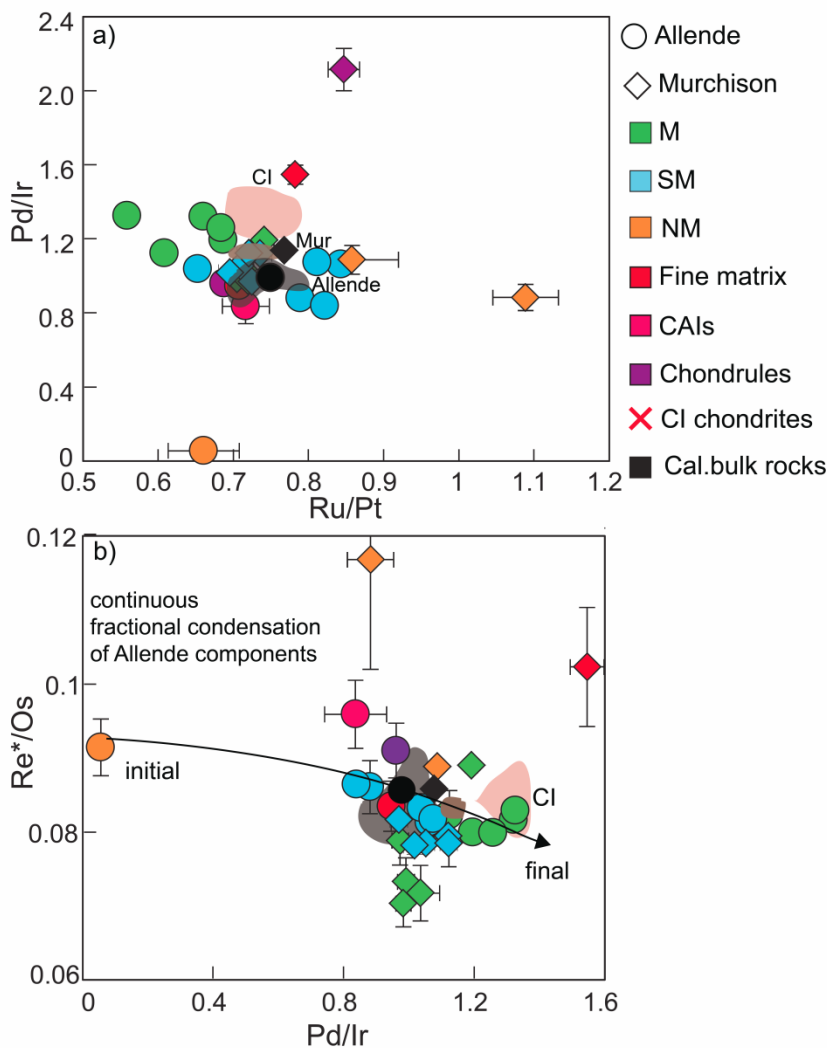 a)
2.4
2.0
1.6
1.2
0.8
0.4
0
Pd/Ir
CI
Mur
Allende
0.5 0.6 0.7 0.8 0.9 1 1.1 1.2
Ru/Pt
Allende
Murchison
M
SM
NM
Fine matrix
CAIs
Chondrules
CI chondrites
Cal.bulk rocks
b)
0.12
0.1
0.08
0.06
Re*/Os
continuous
fractional condensation
of Allende components
initial
CI
final
0 0.4 0.8 1.2 1.6
Pd/Ir